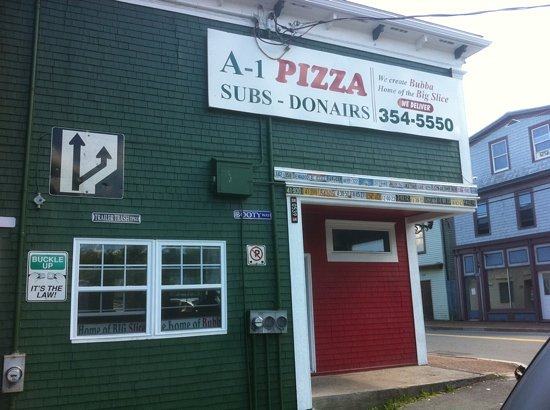 A-1 PIZZA
SUBS - DONAIRS
We create Bubba
Home of the Big Slice
WE DELIVER
354-5550
TRAILER TRASH
BOOTY
BUCKLE
UP
IT'S THE
LAW!
Home of Big Slice
Home of Bubba